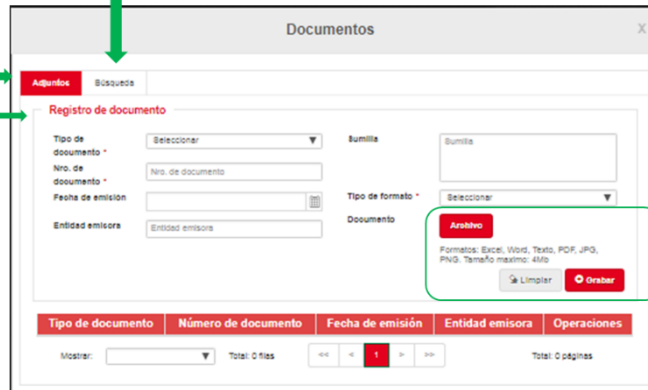 Documentos
X
Adjuntos
Búsqueda
Registro de documento
Tipo de
documento *
Seleccionar
Sumilla
Sumilla
Nro. de
documento *
Nro. de documento
Fecha de emisión
Tipo de formato *
Seleccionar
Entidad emisora
Entidad emisora
Documento
Archivo
Formatos: Excel, Word, Texto, PDF, JPG,
PNG. Tamaño maximo: 4Mb
Limpiar
Grabar
Tipo de documento
Número de documento
Fecha de emisión
Entidad emisora
Operaciones
Mostrar:
Total: 0 filas
<< < 1 > >>
Total: 0 páginas